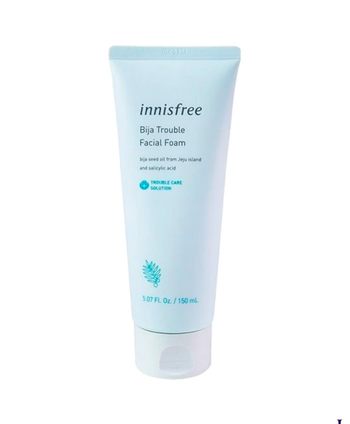 innisfree
Bija Trouble
Facial Foam
bija seed oil from Jeju island
and salicylic acid
TROUBLE CARE
SOLUTION
5.07 Fl. Oz. / 150 mL